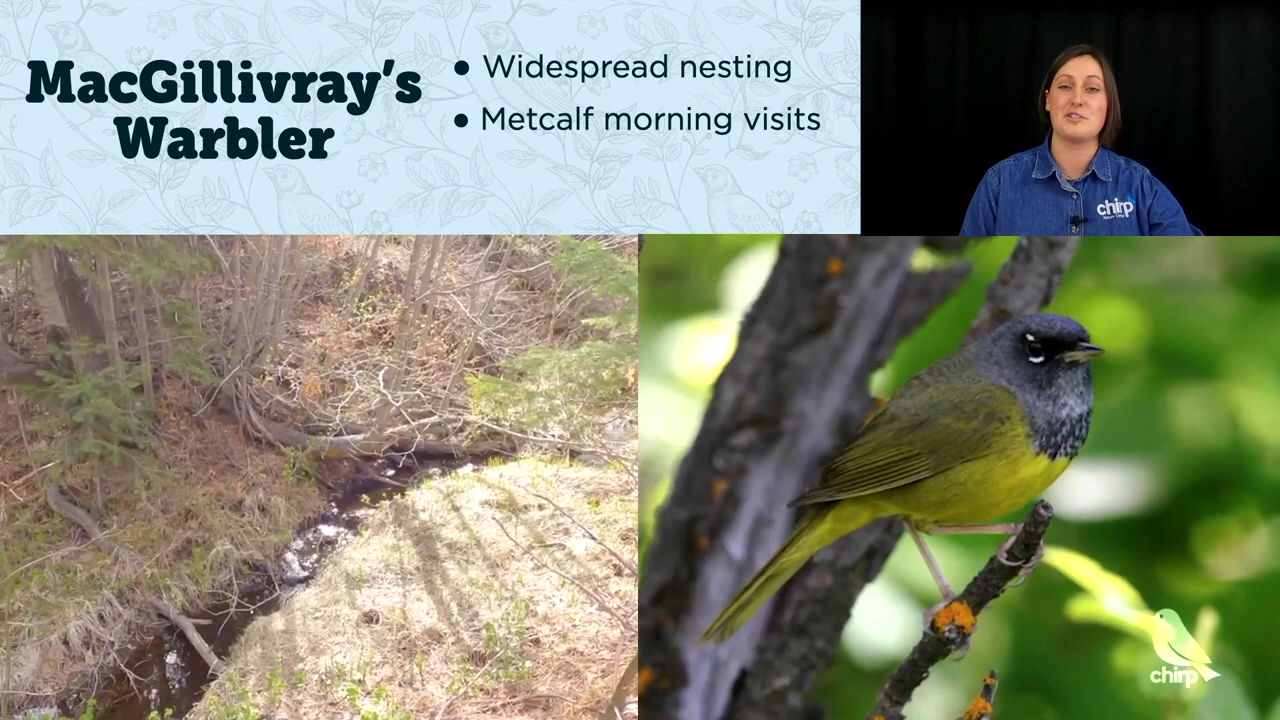 MacGillivray's
Warbler
• Widespread nesting
• Metcalf morning visits
chirp
chirp